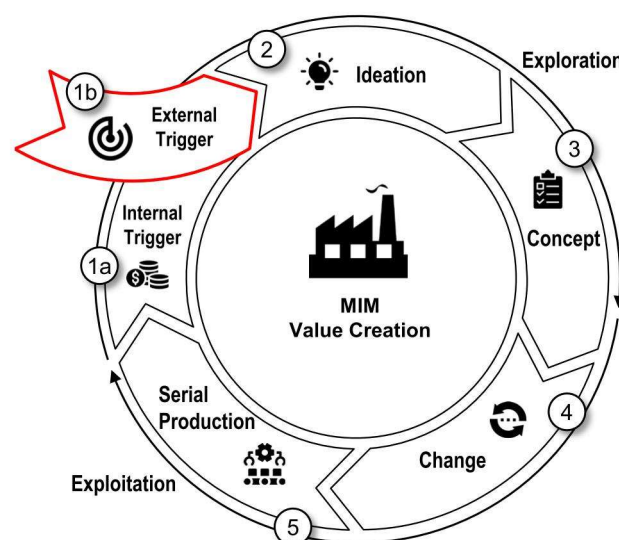 2
Ideation
Exploration
1b
External
Trigger
3
Concept
Internal
Trigger
1a
$
MIM
Value Creation
Serial
Production
4
Change
Exploitation
5